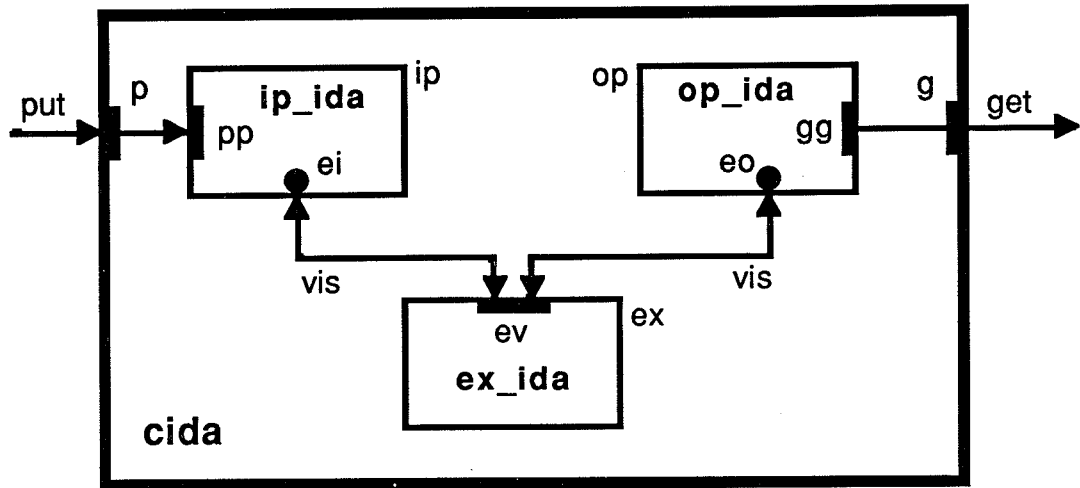 put
p
ip_ida
ip
pp
ei
op
op_ida
g
get
gg
eo
vis
vis
ev
ex
ex_ida
cida